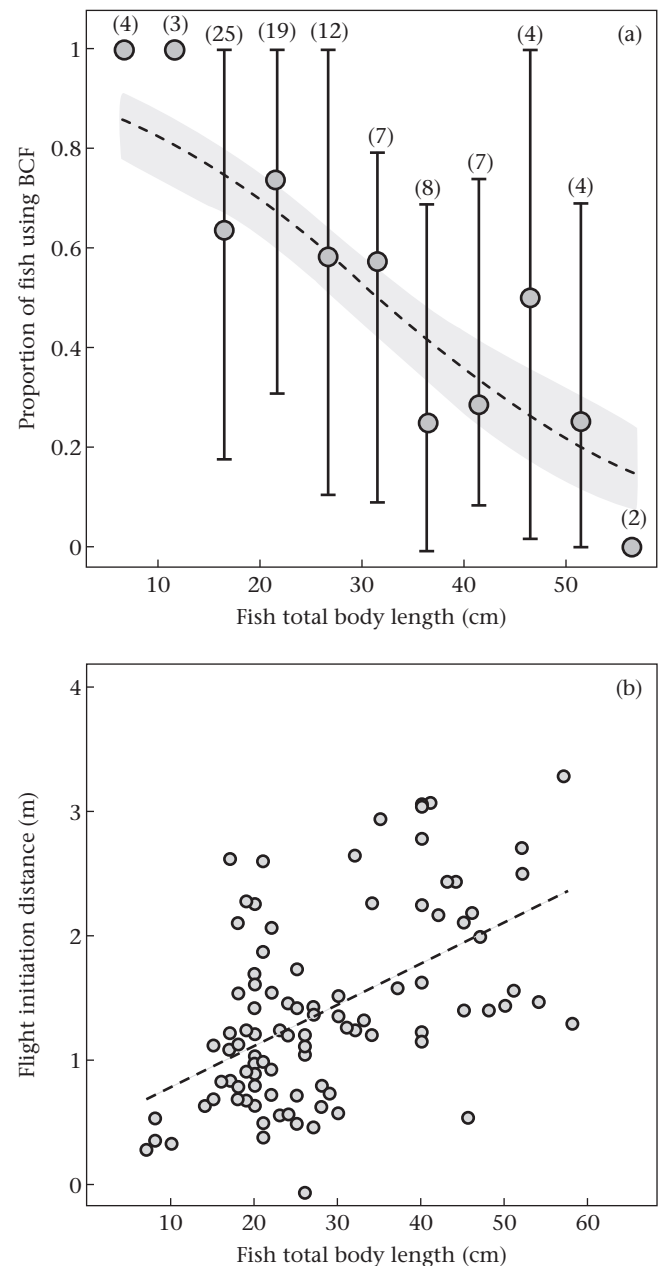 (4) (3) (25) (19) (12) (4) (a)
1
(7)
(8) (7) (4)
0.8
0.6
0.4
0.2
(2)
0
Proportion of fish using BCF
10 20 30 40 50
Fish total body length (cm)
(b)
4
3
2
1
0
Flight initiation distance (m)
10 20 30 40 50 60
Fish total body length (cm)